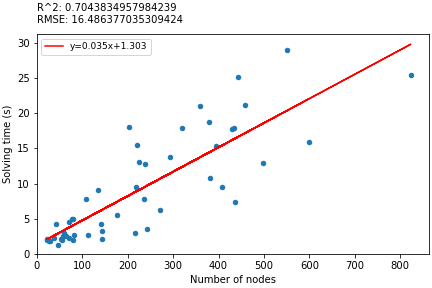 R^2: 0.7043834957984239
RMSE: 16.486377035309424
y=0.035x+1.303
30
25
20
15
10
5
0
Solving time (s)
0 100 200 300 400 500 600 700 800
Number of nodes